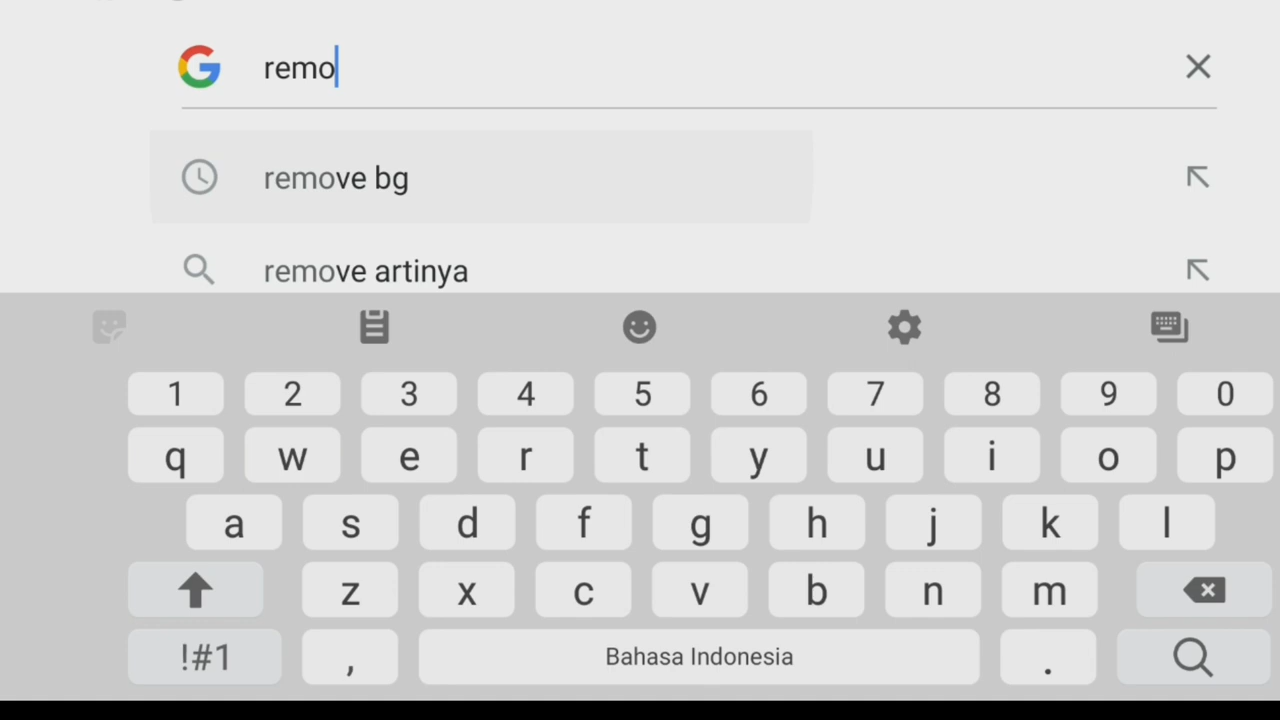 remo
remove bg
remove artinya
1 2 3 4 5 6 7 8 9 0
q w e r t y u i o p
a s d f g h j k l
z x c v b n m
!#1 , Bahasa Indonesia .